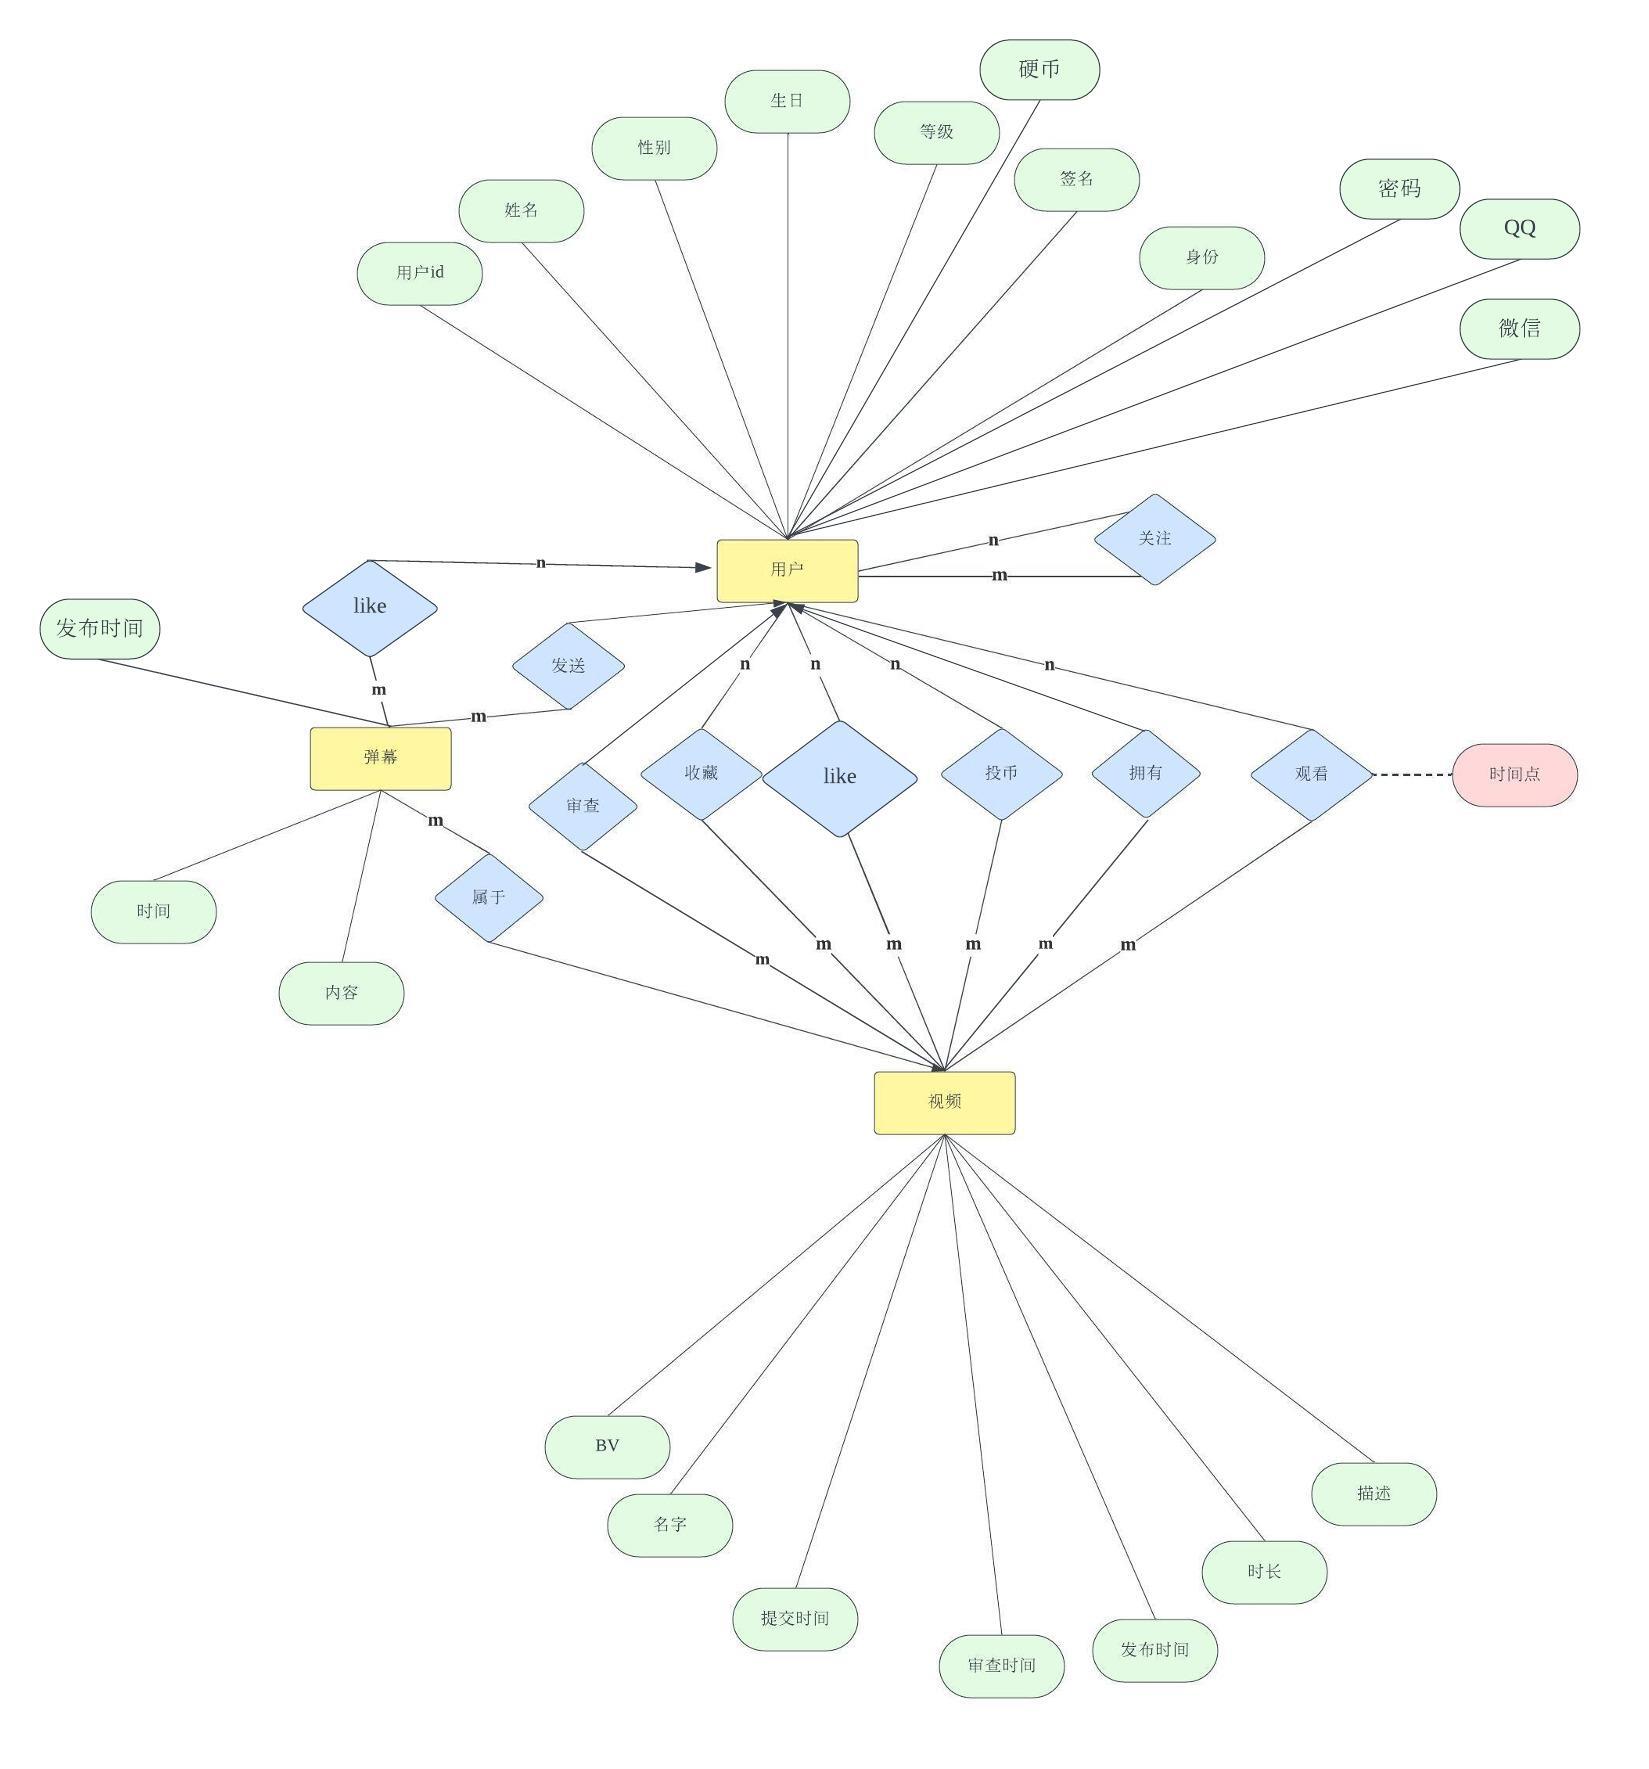 硬币
生日
等级
性别
签名
密码
姓名
QQ
身份
用户id
微信
关注
n
n
用户
m
like
发布时间
发送
n
n
n
n
m
m
弹幕
收藏
like
投币
拥有
观看
时间点
审查
m
属于
时间
m
m
m
m
m
m
内容
视频
BV
描述
名字
时长
提交时间
发布时间
审查时间